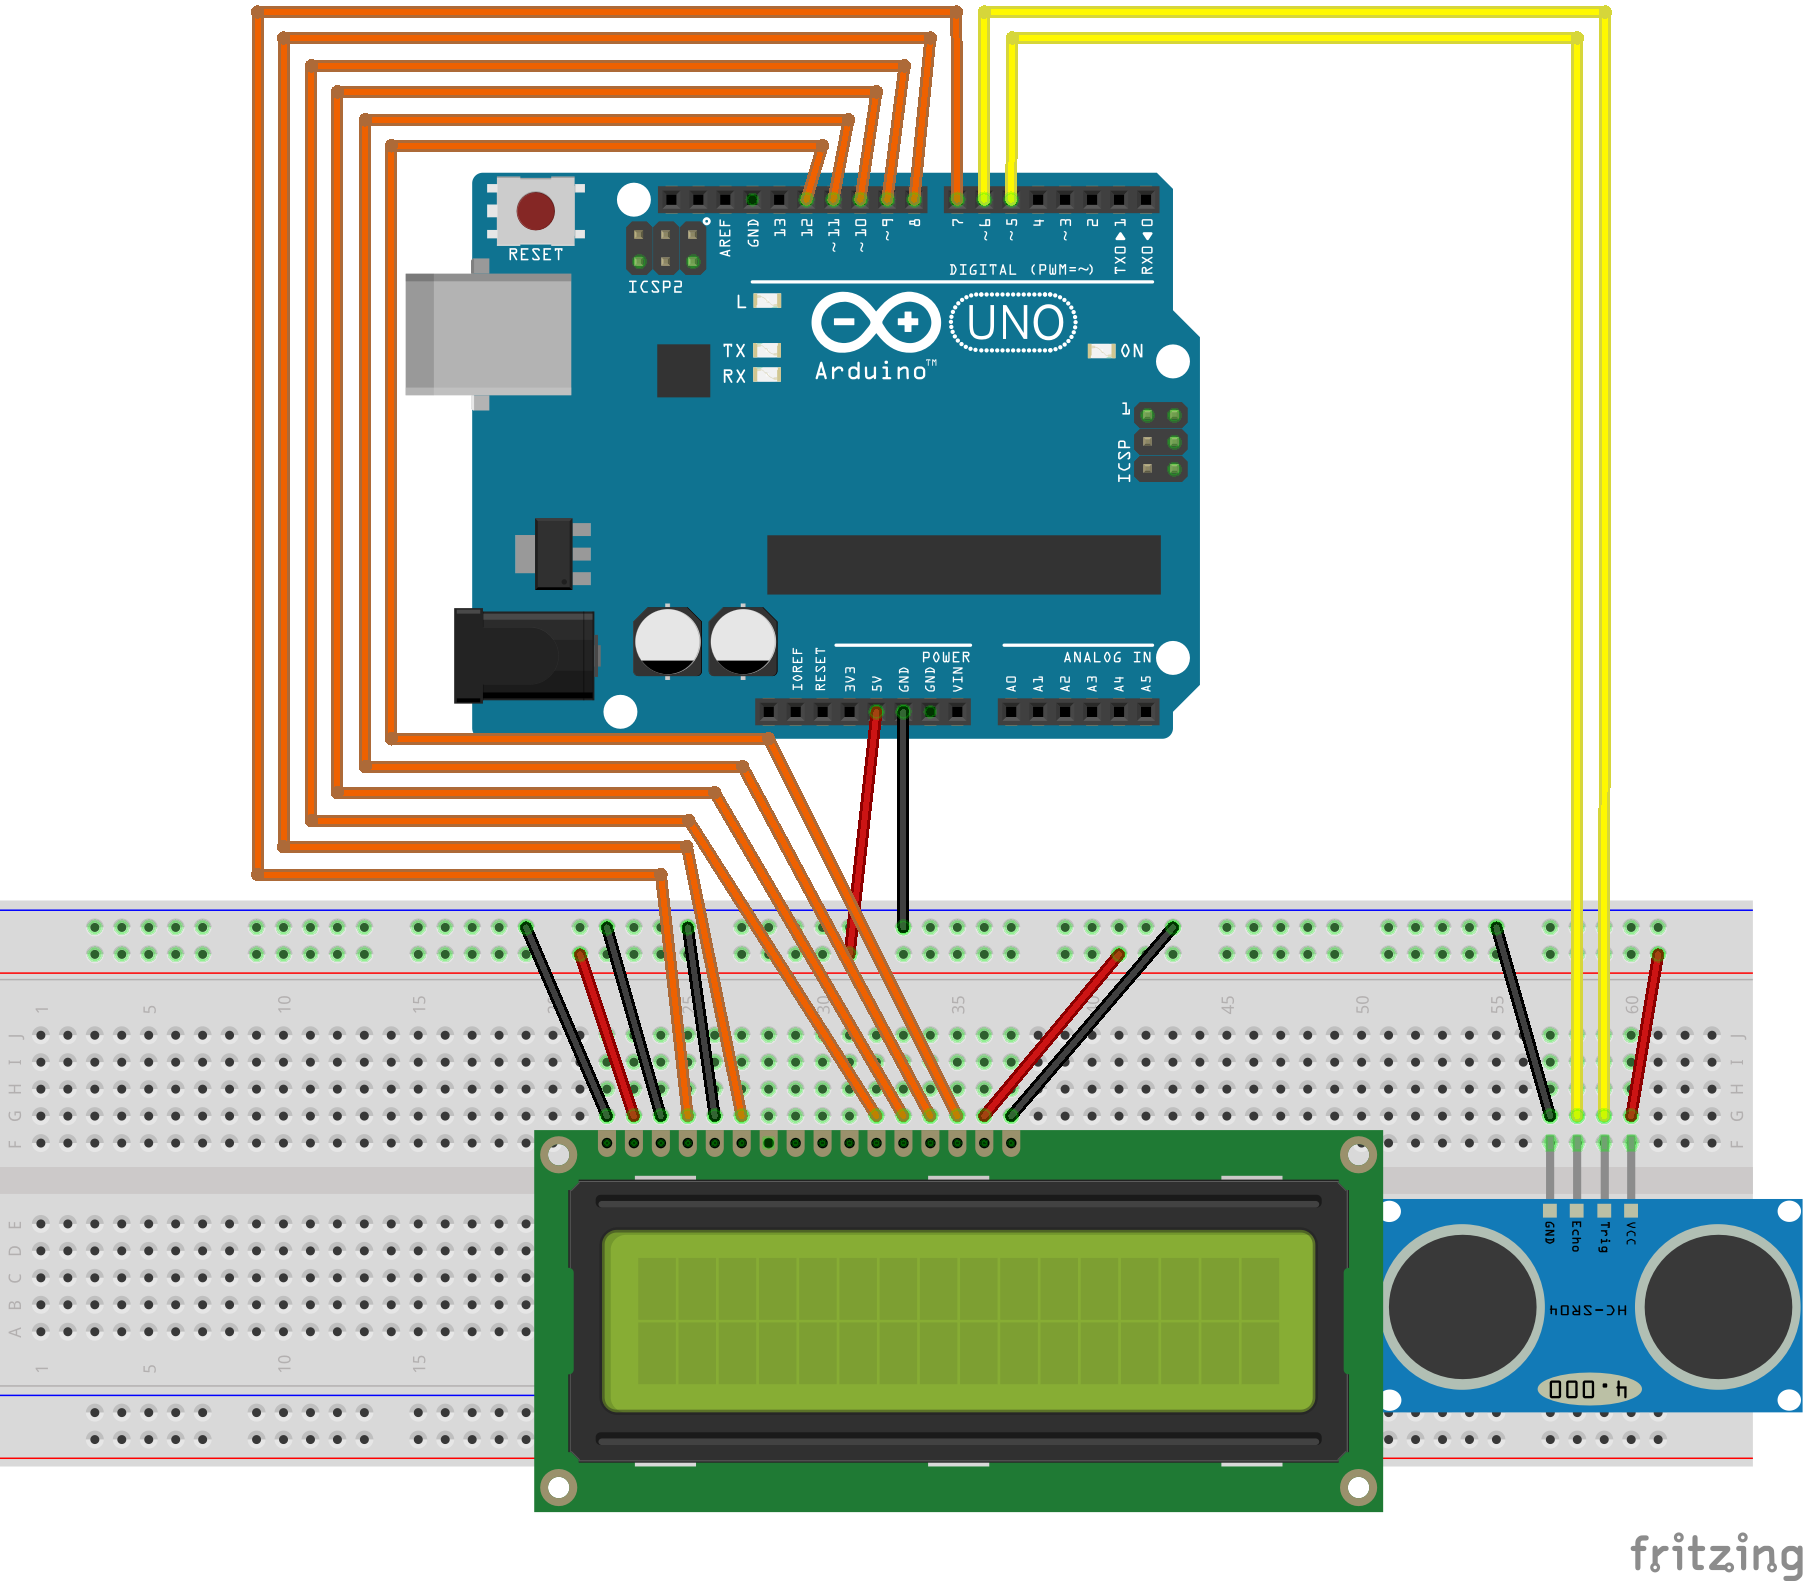 RESET
ICSP2
AREF
GND
13
12
~11
~10
~9
8
7
~6
~5
4
~3
2
TX0▶1
RX0◀0
DIGITAL (PWM=~)
L
TX
RX
Arduino™
UNO
ON
1
ICSP
IOREF
RESET
3V3
5V
GND
GND
VIN
POWER
ANALOG IN
A0
A1
A2
A3
A4
A5
1
5
10
15
25
30
35
45
50
55
60
J
I
H
G
F
J
I
H
G
F
E
D
C
B
A
1
5
10
15
GND
Echo
Trig
VCC
HC-SR04
4.000
fritzing